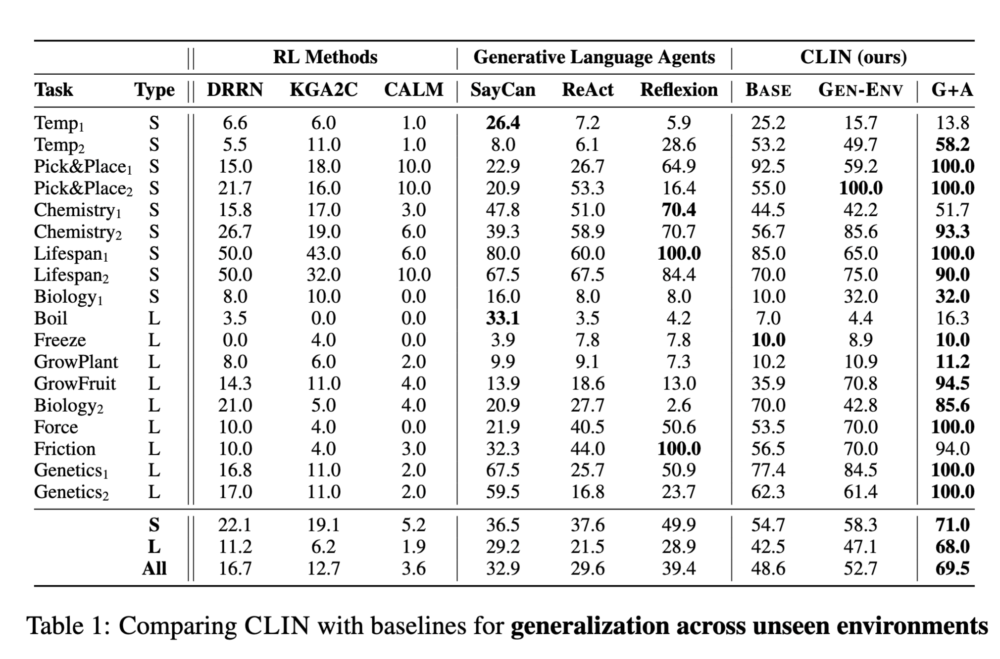 RL Methods Generative Language Agents CLIN (ours)
Task Type DRRN KGA2C CALM SayCan ReAct Reflexion BASE GEN-ENV G+A
Temp₁ S 6.6 6.0 1.0 26.4 7.2 5.9 25.2 15.7 13.8
Temp₂ S 5.5 11.0 1.0 8.0 6.1 28.6 53.2 49.7 58.2
Pick&Place₁ S 15.0 18.0 10.0 22.9 26.7 64.9 92.5 59.2 100.0
Pick&Place₂ S 21.7 16.0 10.0 20.9 53.3 16.4 55.0 100.0 100.0
Chemistry₁ S 15.8 17.0 3.0 47.8 51.0 70.4 44.5 42.2 51.7
Chemistry₂ S 26.7 19.0 6.0 39.3 58.9 70.7 56.7 85.6 93.3
Lifespan₁ S 50.0 43.0 6.0 80.0 60.0 100.0 85.0 65.0 100.0
Lifespan₂ S 50.0 32.0 10.0 67.5 67.5 84.4 70.0 75.0 90.0
Biology₁ S 8.0 10.0 0.0 16.0 8.0 8.0 10.0 32.0 32.0
Boil L 3.5 0.0 0.0 33.1 3.5 4.2 7.0 4.4 16.3
Freeze L 0.0 4.0 0.0 3.9 7.8 7.8 10.0 8.9 10.0
GrowPlant L 8.0 6.0 2.0 9.9 9.1 7.3 10.2 10.9 11.2
GrowFruit L 14.3 11.0 4.0 13.9 18.6 13.0 35.9 70.8 94.5
Biology₂ L 21.0 5.0 4.0 20.9 27.7 2.6 70.0 42.8 85.6
Force L 10.0 4.0 0.0 21.9 40.5 50.6 53.5 70.0 100.0
Friction L 10.0 4.0 3.0 32.3 44.0 100.0 56.5 70.0 94.0
Genetics₁ L 16.8 11.0 2.0 67.5 25.7 50.9 77.4 84.5 100.0
Genetics₂ L 17.0 11.0 2.0 59.5 16.8 23.7 62.3 61.4 100.0
S 22.1 19.1 5.2 36.5 37.6 49.9 54.7 58.3 71.0
L 11.2 6.2 1.9 29.2 21.5 28.9 42.5 47.1 68.0
All 16.7 12.7 3.6 32.9 29.6 39.4 48.6 52.7 69.5
Table 1: Comparing CLIN with baselines for generalization across unseen environments